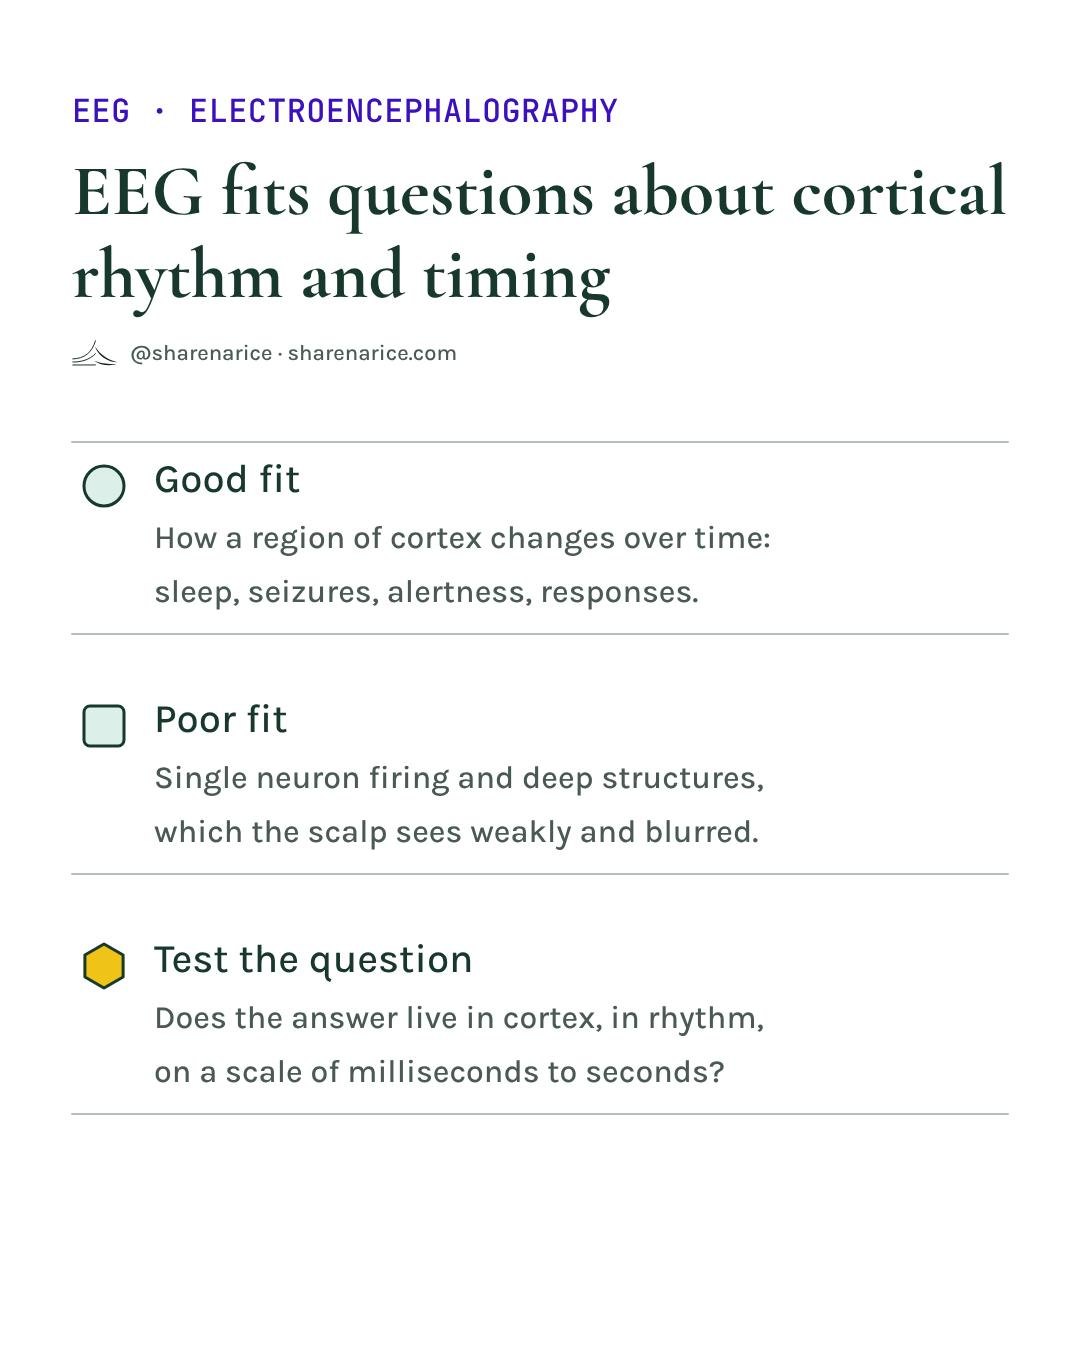 EEG · ELECTROENCEPHALOGRAPHY
EEG fits questions about cortical
rhythm and timing
@sharenarice · sharenarice.com
Good fit
How a region of cortex changes over time:
sleep, seizures, alertness, responses.
Poor fit
Single neuron firing and deep structures,
which the scalp sees weakly and blurred.
Test the question
Does the answer live in cortex, in rhythm,
on a scale of milliseconds to seconds?